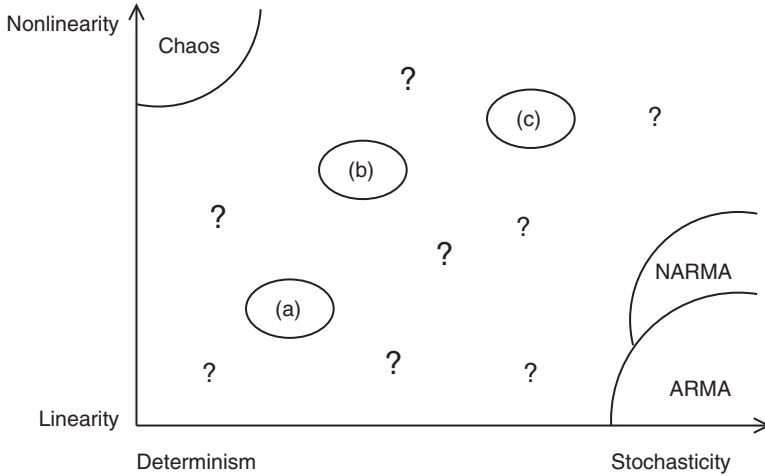 Nonlinearity
Chaos
?
(c)
?
(b)
?
?
?
NARMA
(a)
?
?
?
ARMA
Linearity
Determinism
Stochasticity